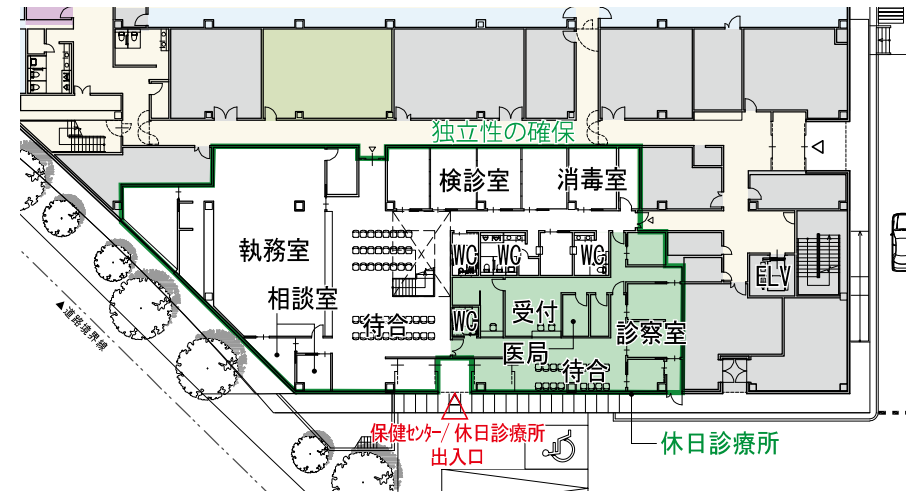 独立性の確保
検診室
消毒室
執務室
WC
WC
WC
ELV
相談室
待合
WC
受付
診察室
医局
待合
▲道路境界線
保健センター/休日診療所
出入口
休日診療所